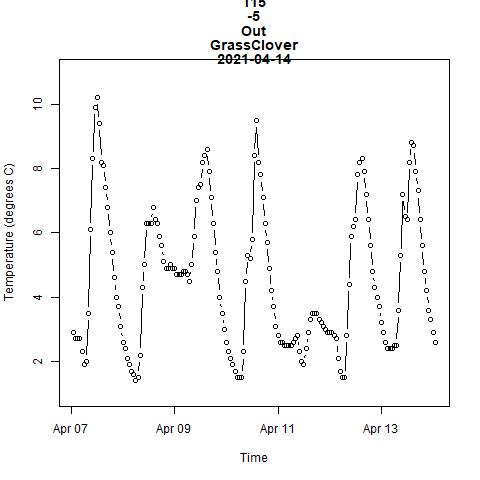 T15
-5
Out
GrassClover
2021-04-14
Temperature (degrees C)
10
8
6
4
2
Apr 07
Apr 09
Apr 11
Apr 13
Time